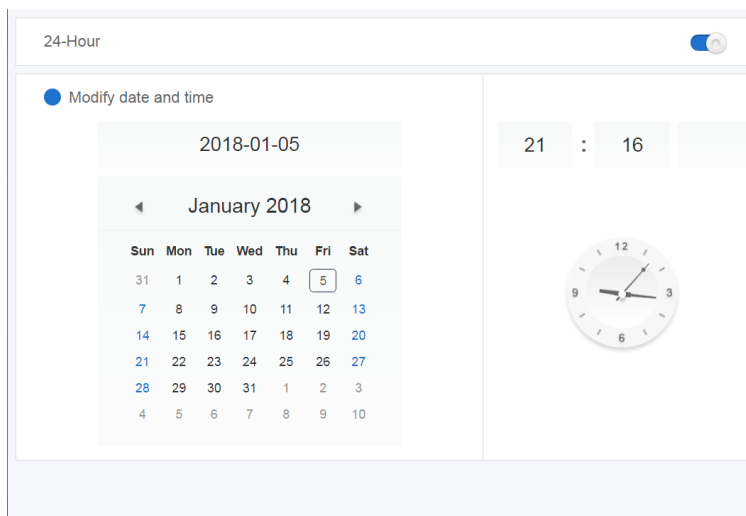 24-Hour
Modify date and time
2018-01-05
21 : 16
January 2018
Sun Mon Tue Wed Thu Fri Sat
31 1 2 3 4 5 6
7 8 9 10 11 12 13
14 15 16 17 18 19 20
21 22 23 24 25 26 27
28 29 30 31 1 2 3
4 5 6 7 8 9 10
12
9 3
6